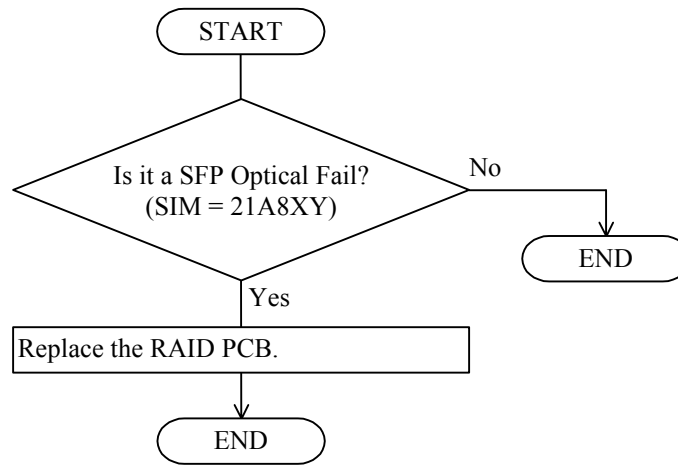 START
Is it a SFP Optical Fail?
(SIM = 21A8XY)
No
END
Yes
Replace the RAID PCB.
END